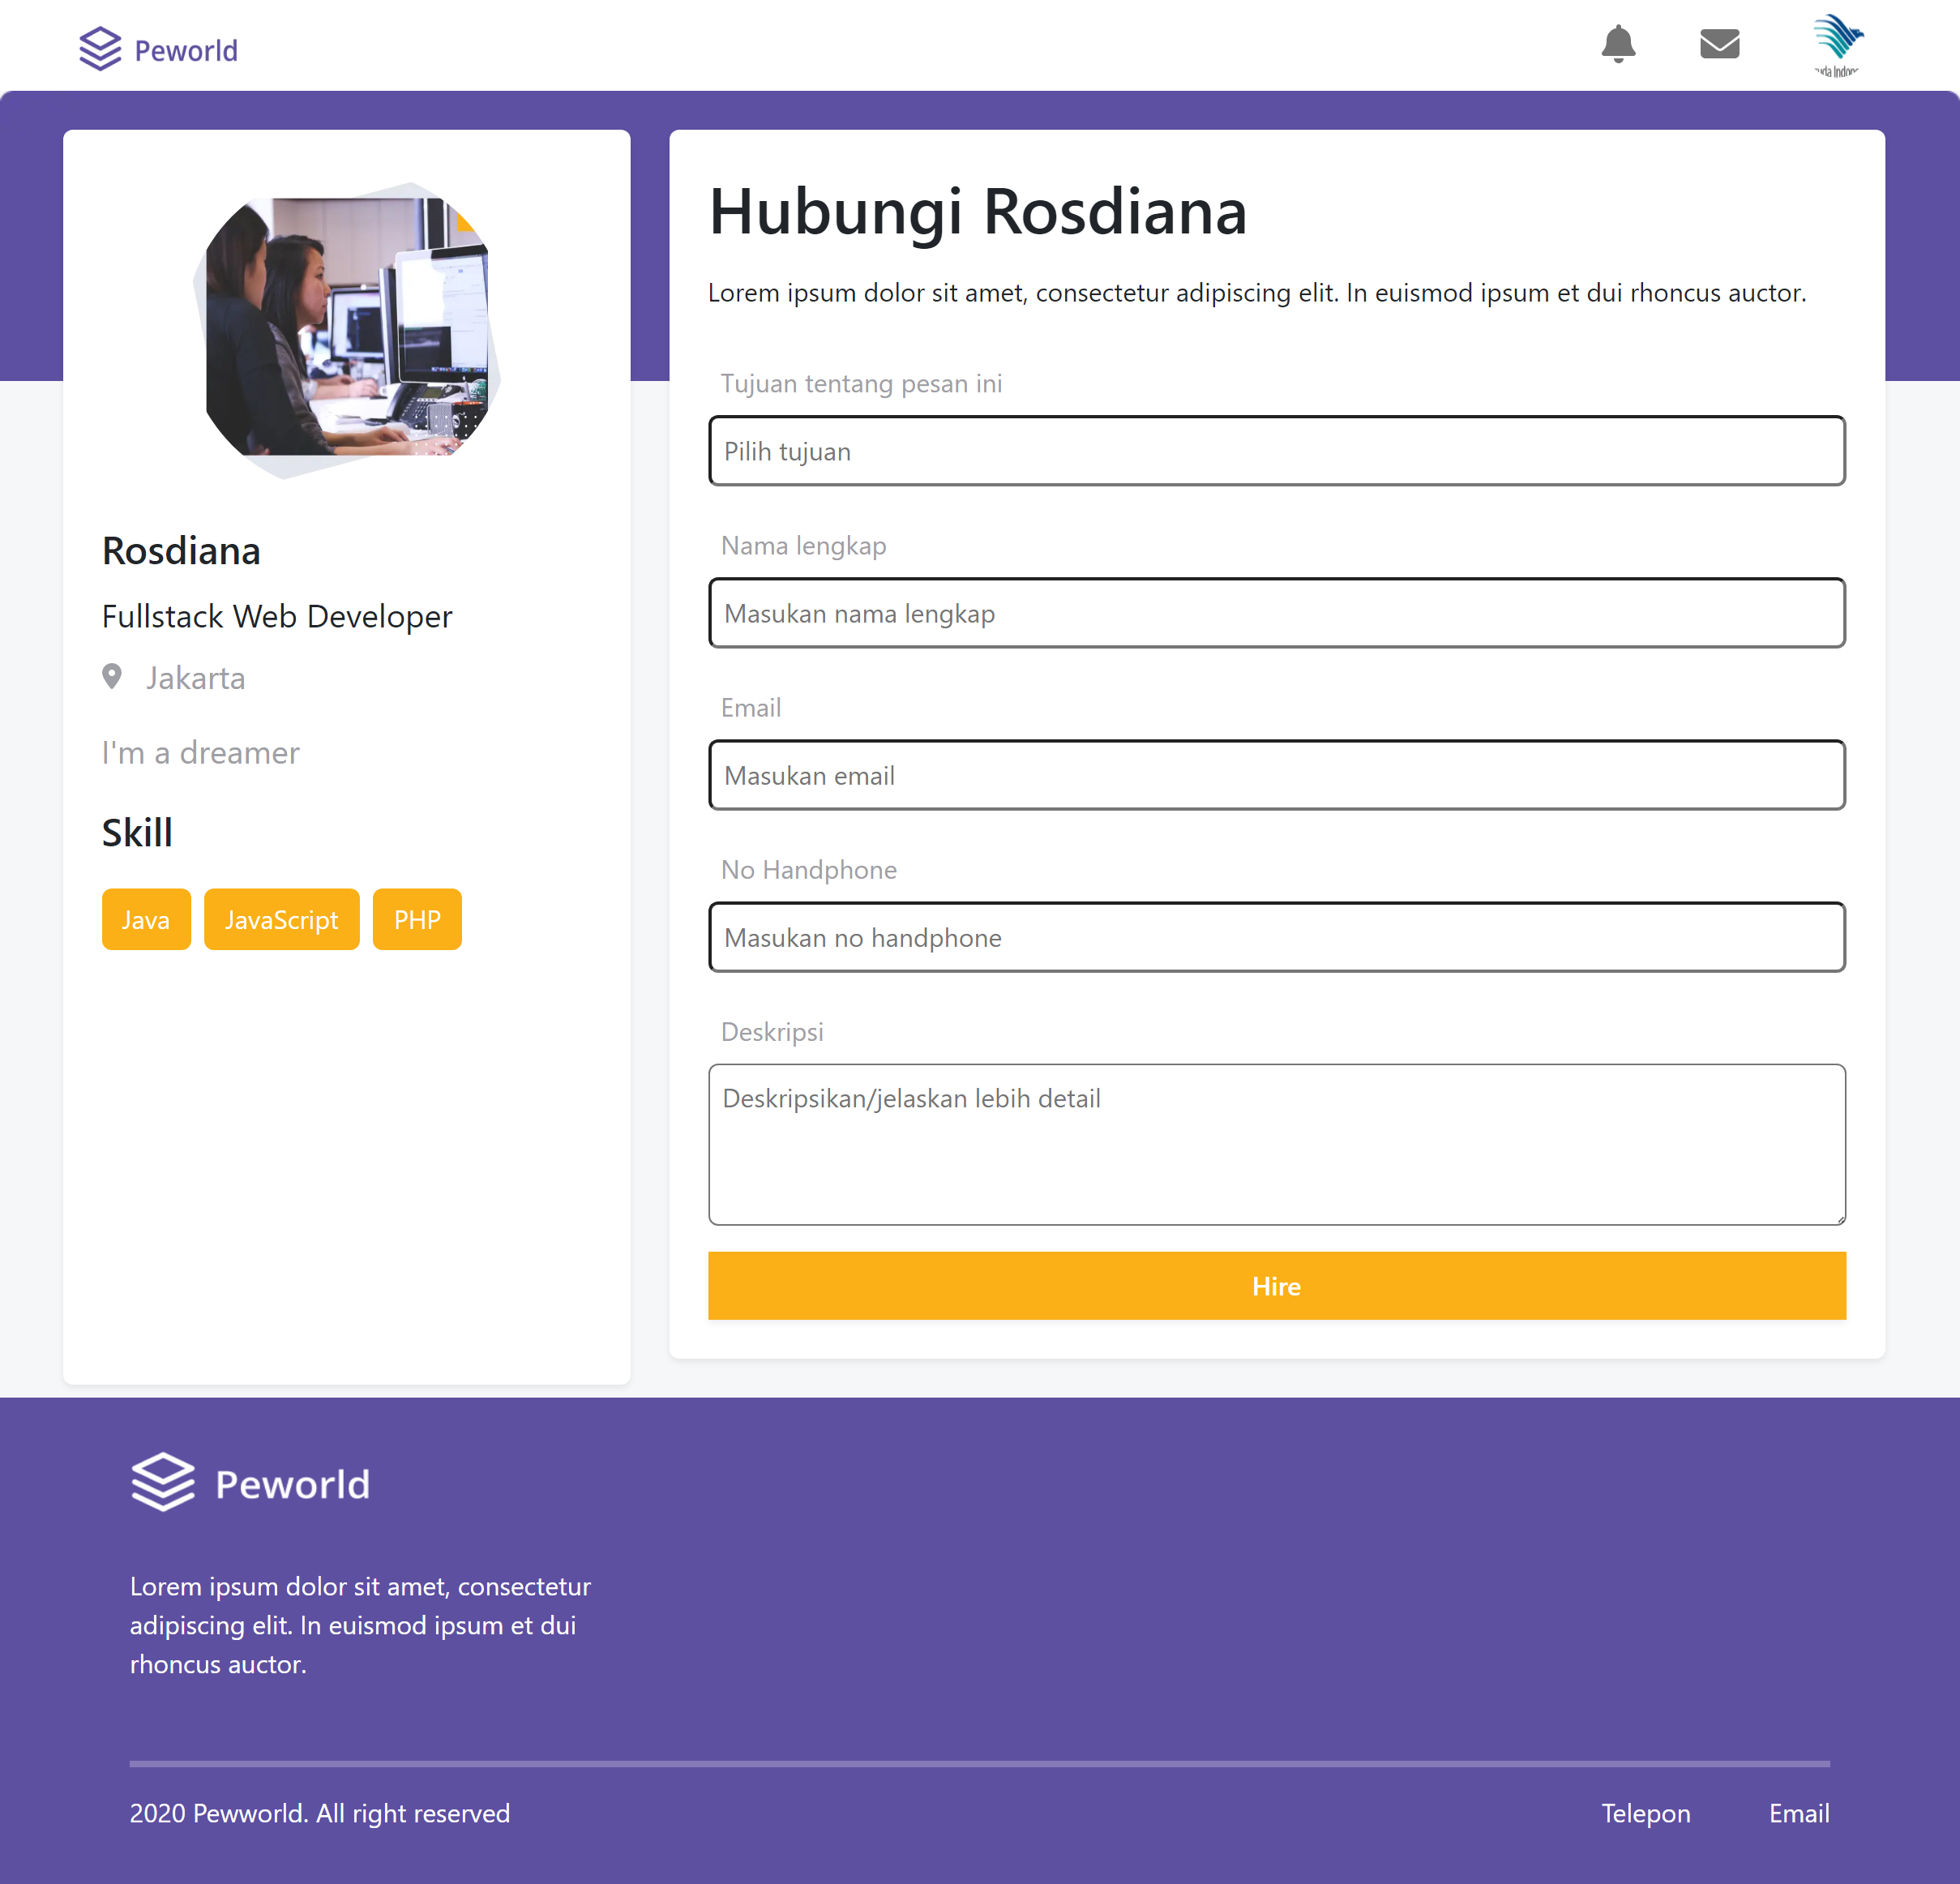 Peworld
Hubungi Rosdiana
Lorem ipsum dolor sit amet, consectetur adipiscing elit. In euismod ipsum et dui rhoncus auctor.
Tujuan tentang pesan ini
Pilih tujuan
Nama lengkap
Masukan nama lengkap
Email
Masukan email
No Handphone
Masukan no handphone
Deskripsi
Deskripsikan/jelaskan lebih detail
Hire
Rosdiana
Fullstack Web Developer
Jakarta
I'm a dreamer
Skill
Java
JavaScript
PHP
Peworld
Lorem ipsum dolor sit amet, consectetur
adipiscing elit. In euismod ipsum et dui
rhoncus auctor.
2020 Pewworld. All right reserved
Telepon
Email